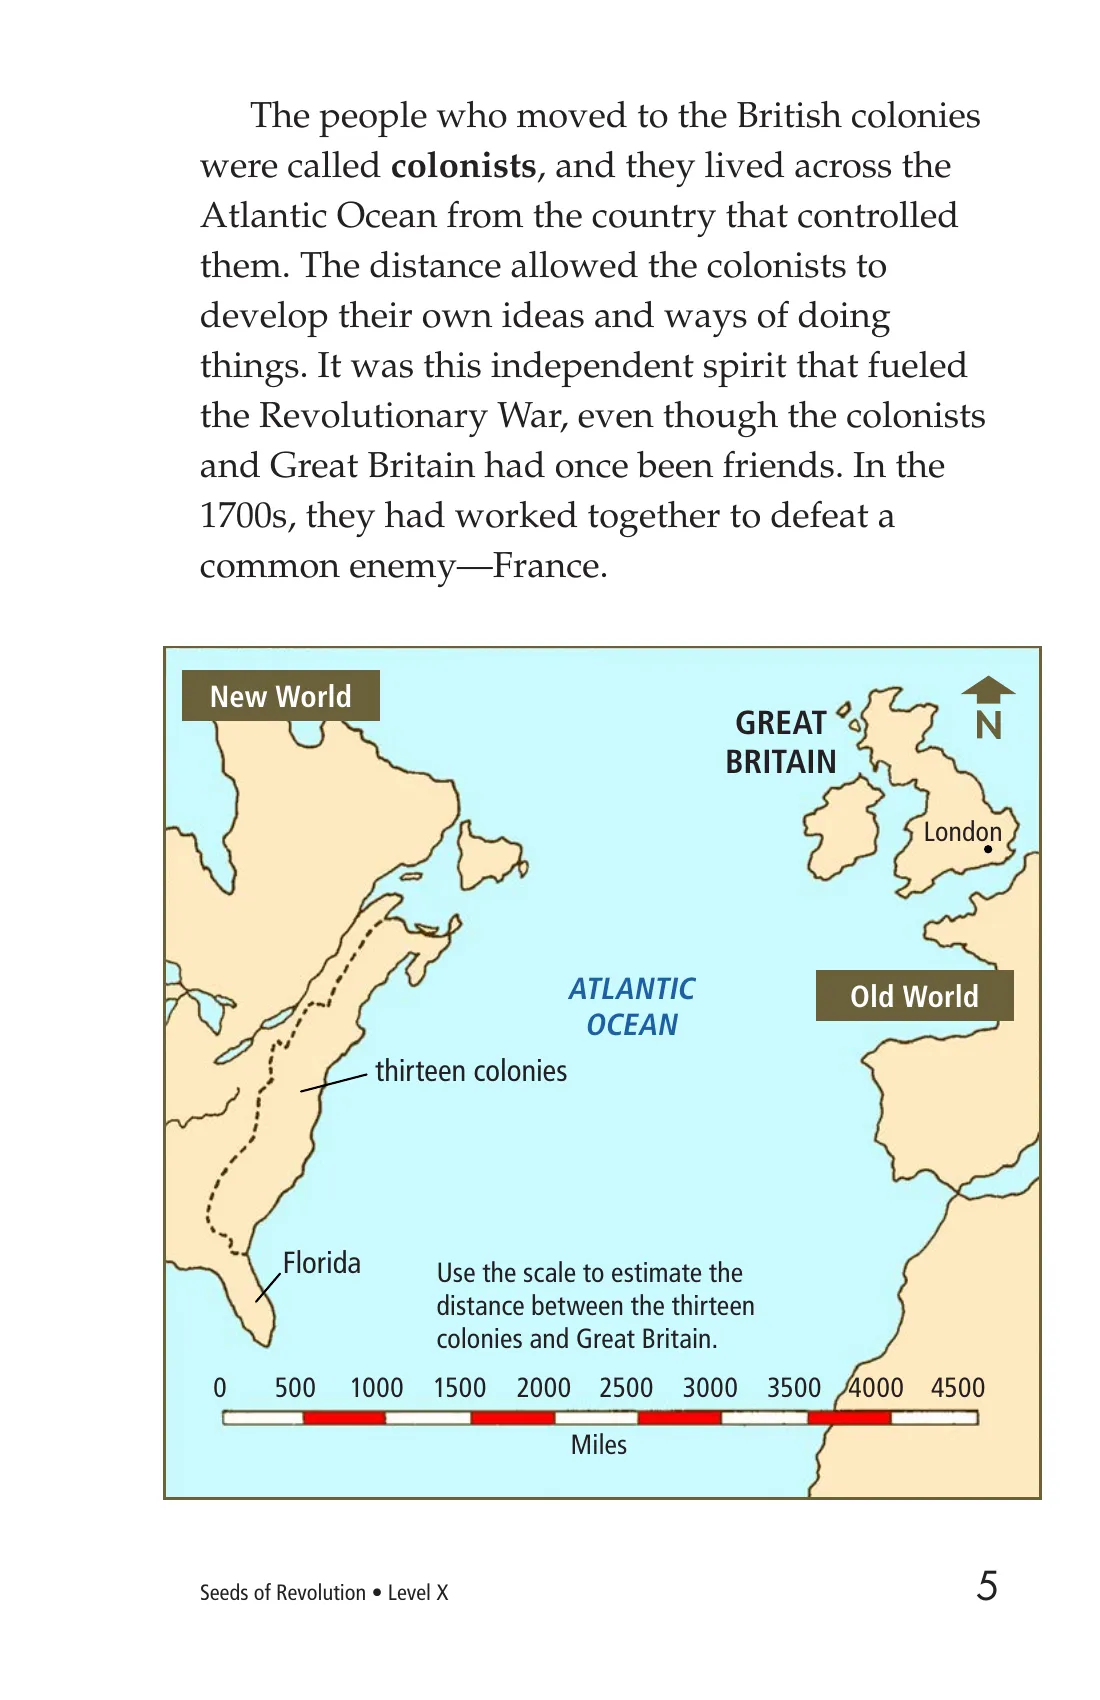 The people who moved to the British colonies
were called colonists, and they lived across the
Atlantic Ocean from the country that controlled
them. The distance allowed the colonists to
develop their own ideas and ways of doing
things. It was this independent spirit that fueled
the Revolutionary War, even though the colonists
and Great Britain had once been friends. In the
1700s, they had worked together to defeat a
common enemy—France.
New World
N
GREAT
BRITAIN
London
ATLANTIC
OCEAN
Old World
thirteen colonies
Florida
Use the scale to estimate the
distance between the thirteen
colonies and Great Britain.
0 500 1000 1500 2000 2500 3000 3500 4000 4500
Miles
Seeds of Revolution • Level X
5